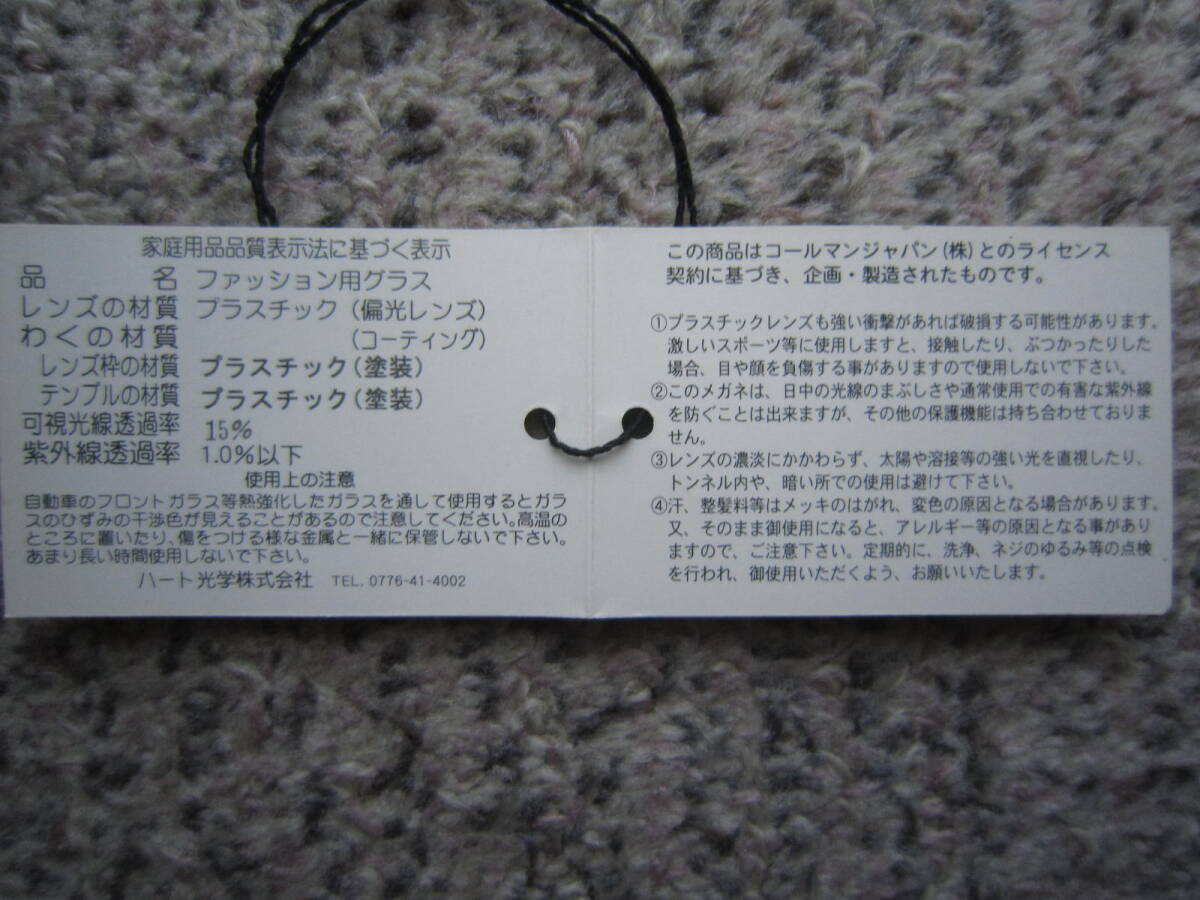 家庭用品品質表示法に基づく表示
品 名 ファッション用グラス
レンズの材質 プラスチック(偏光レンズ)
わくの材質 (コーティング)
レンズ枠の材質 プラスチック(塗装)
テンプルの材質 プラスチック(塗装)
可視光線透過率 15%
紫外線透過率 1.0%以下
使用上の注意
自動車のフロントガラス等熱強化したガラスを通して使用するとガラ
スのひずみの干渉色が見えることがあるので注意してください。高温の
ところに置いたり、傷をつける様な金属と一緒に保管しないで下さい。
あまり長い時間使用しないで下さい。
ハート光学株式会社 TEL. 0776-41-4002
この商品はコールマンジャパン(株)とのライセンス
契約に基づき、企画・製造されたものです。
①プラスチックレンズも強い衝撃があれば破損する可能性があります。
激しいスポーツ等に使用しますと、接触したり、ぶつかったりした
場合、目や顔を負傷する事がありますので使用しないで下さい。
②このメガネは、日中の光線のまぶしさや通常使用での有害な紫外線
を防ぐことは出来ますが、その他の保護機能は持ち合わせておりま
せん。
③レンズの濃淡にかかわらず、太陽や溶接等の強い光を直視したり、
トンネル内や、暗い所での使用は避けて下さい。
④汗、整髪料等はメッキのはがれ、変色の原因となる場合があります。
又、そのまま御使用になると、アレルギー等の原因となる事があり
ますので、ご注意下さい。定期的に、洗浄、ネジのゆるみ等の点検
を行われ、御使用いただくよう、お願いいたします。